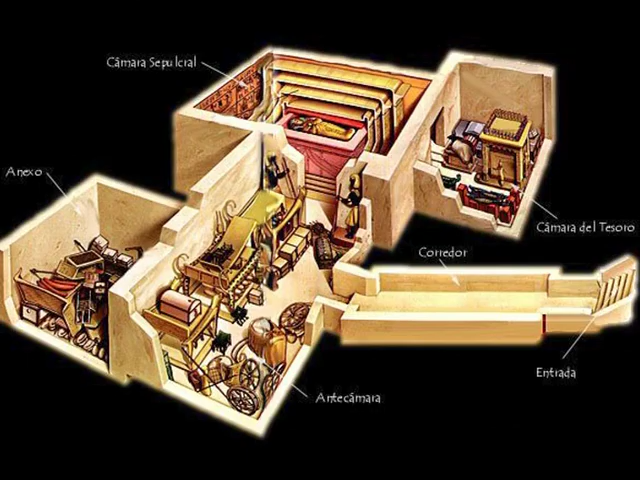 Cámara Sepulcral
Anexo
Cámara del Tesoro
Corredor
Entrada
Antecámara